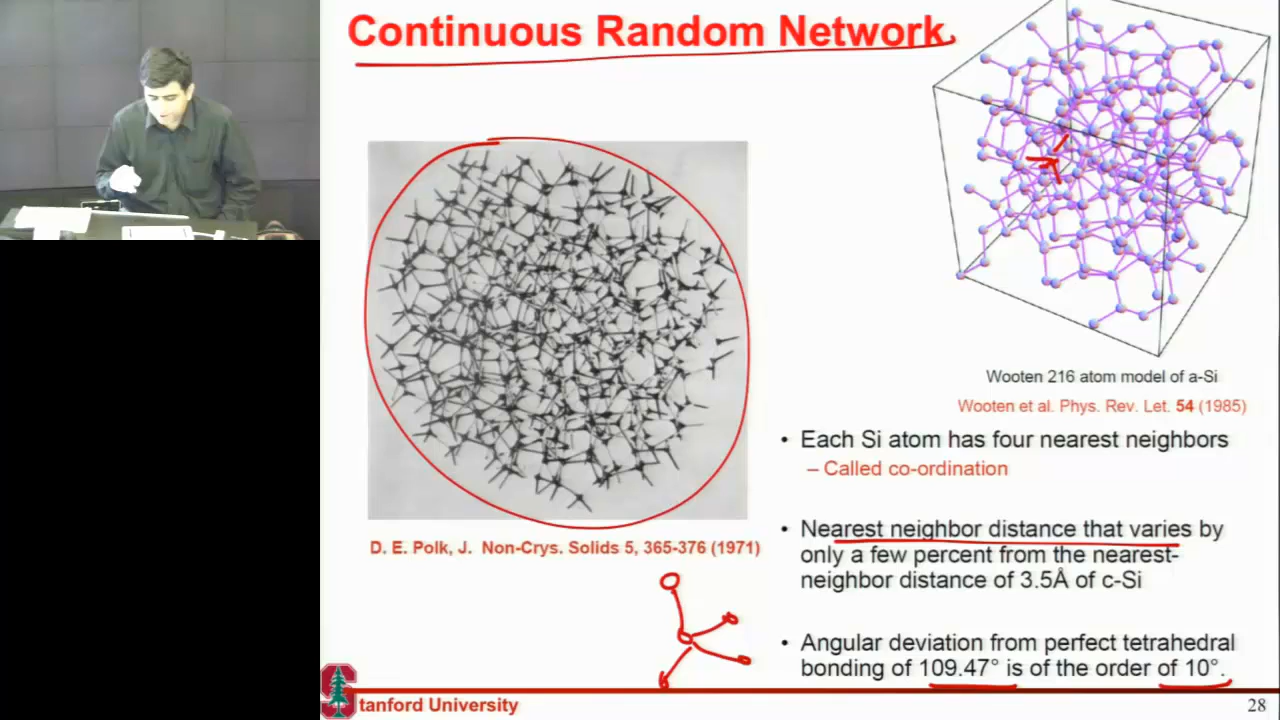 Continuous Random Network
Wooten 216 atom model of a-Si
Wooten et al. Phys. Rev. Let. 54 (1985)
• Each Si atom has four nearest neighbors
– Called co-ordination
• Nearest neighbor distance that varies by
only a few percent from the nearest-
neighbor distance of 3.5Å of c-Si
D. E. Polk, J. Non-Crys. Solids 5, 365-376 (1971)
• Angular deviation from perfect tetrahedral
bonding of 109.47° is of the order of 10°.
Stanford University
28